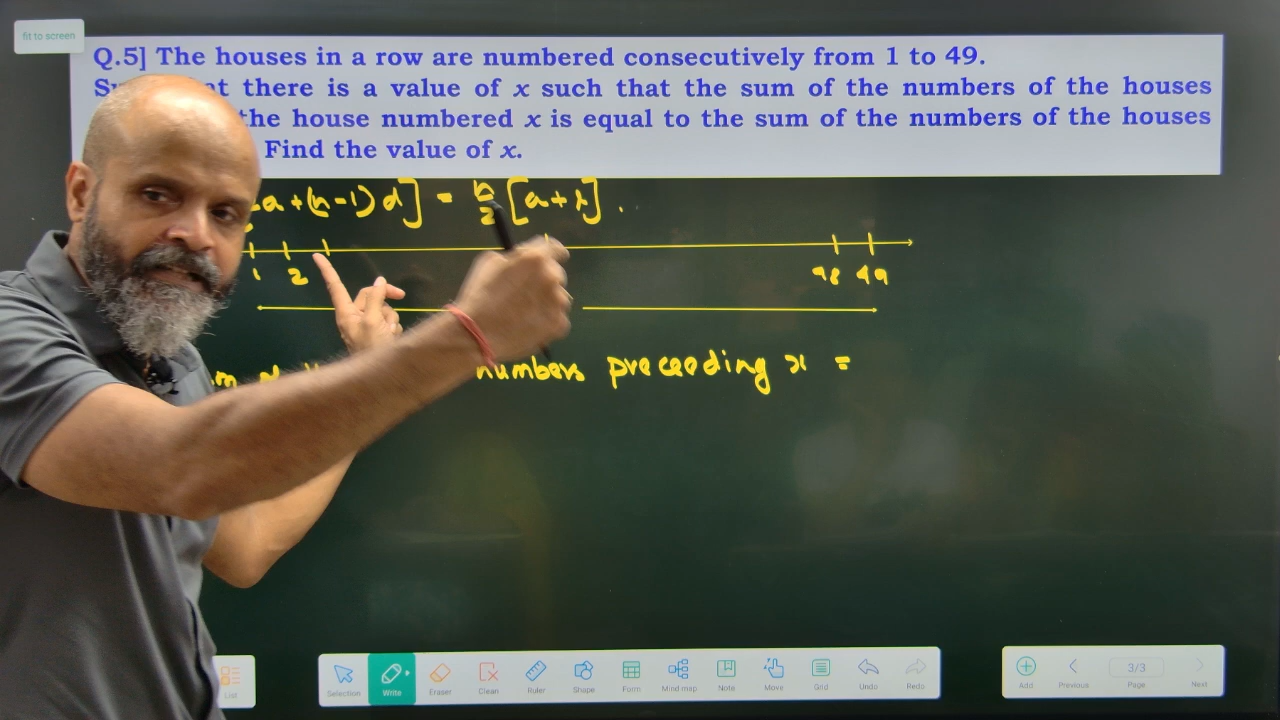 fit to screen
Q.5] The houses in a row are numbered consecutively from 1 to 49.
there is a value of x such that the sum of the numbers of the houses
the house numbered x is equal to the sum of the numbers of the houses
Find the value of x.
a+(n-1)d] = n/2 [a+l].
1 2 98 49
numbers preceeding x =
List
Selection Write Eraser Clean Ruler Shape Form Mind map Note Move Grid Undo Redo
Add Previous 3/3 Page Next